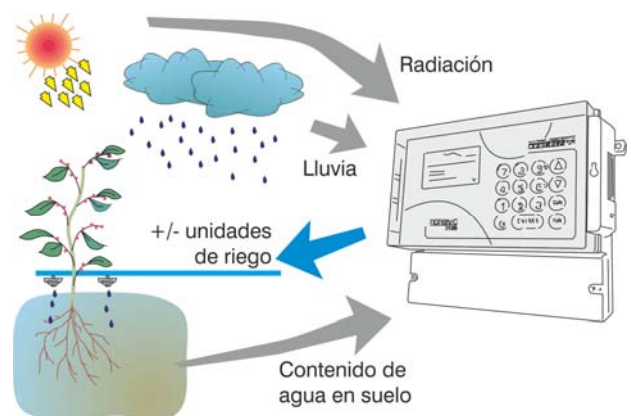 Radiación
Lluvia
+/- unidades
de riego
Contenido de
agua en suelo